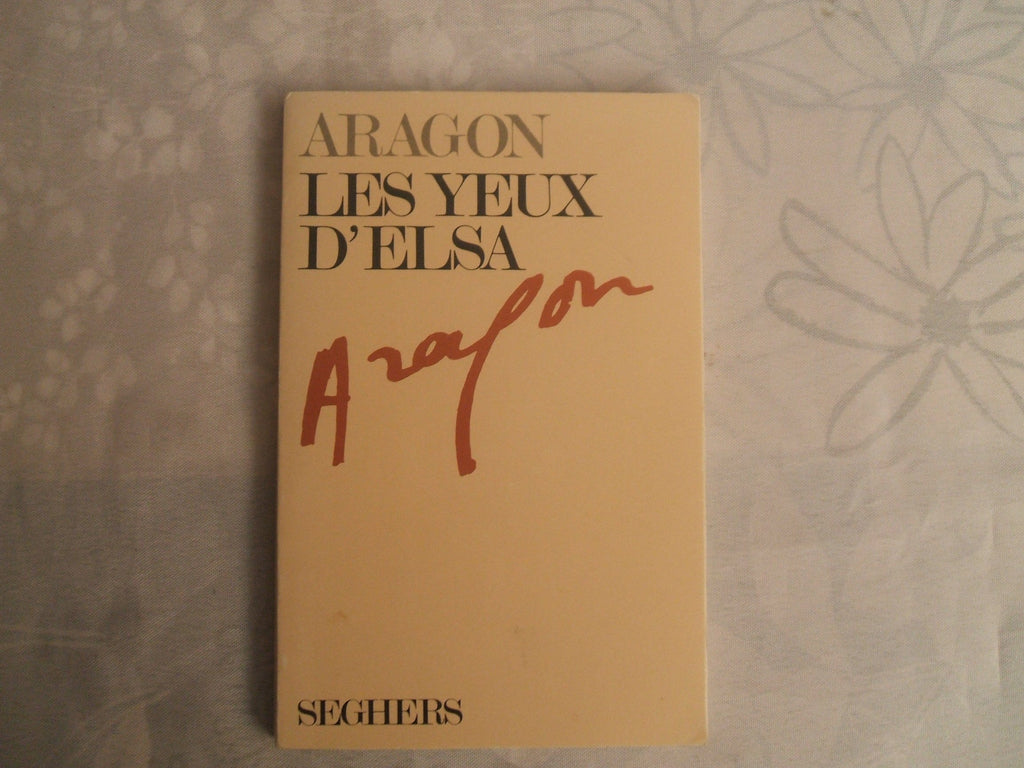 ARAGON
LES YEUX
D'ELSA
Aragon
SEGHERS